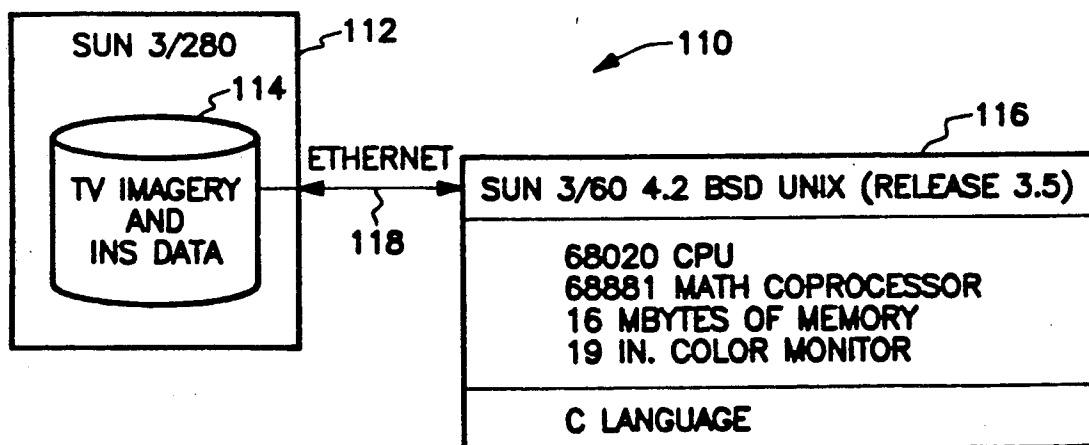 SUN 3/280
112
110
114
116
TV IMAGERY
AND
INS DATA
ETHERNET
118
SUN 3/60 4.2 BSD UNIX (RELEASE 3.5)
68020 CPU
68881 MATH COPROCESSOR
16 MBYTES OF MEMORY
19 IN. COLOR MONITOR
C LANGUAGE